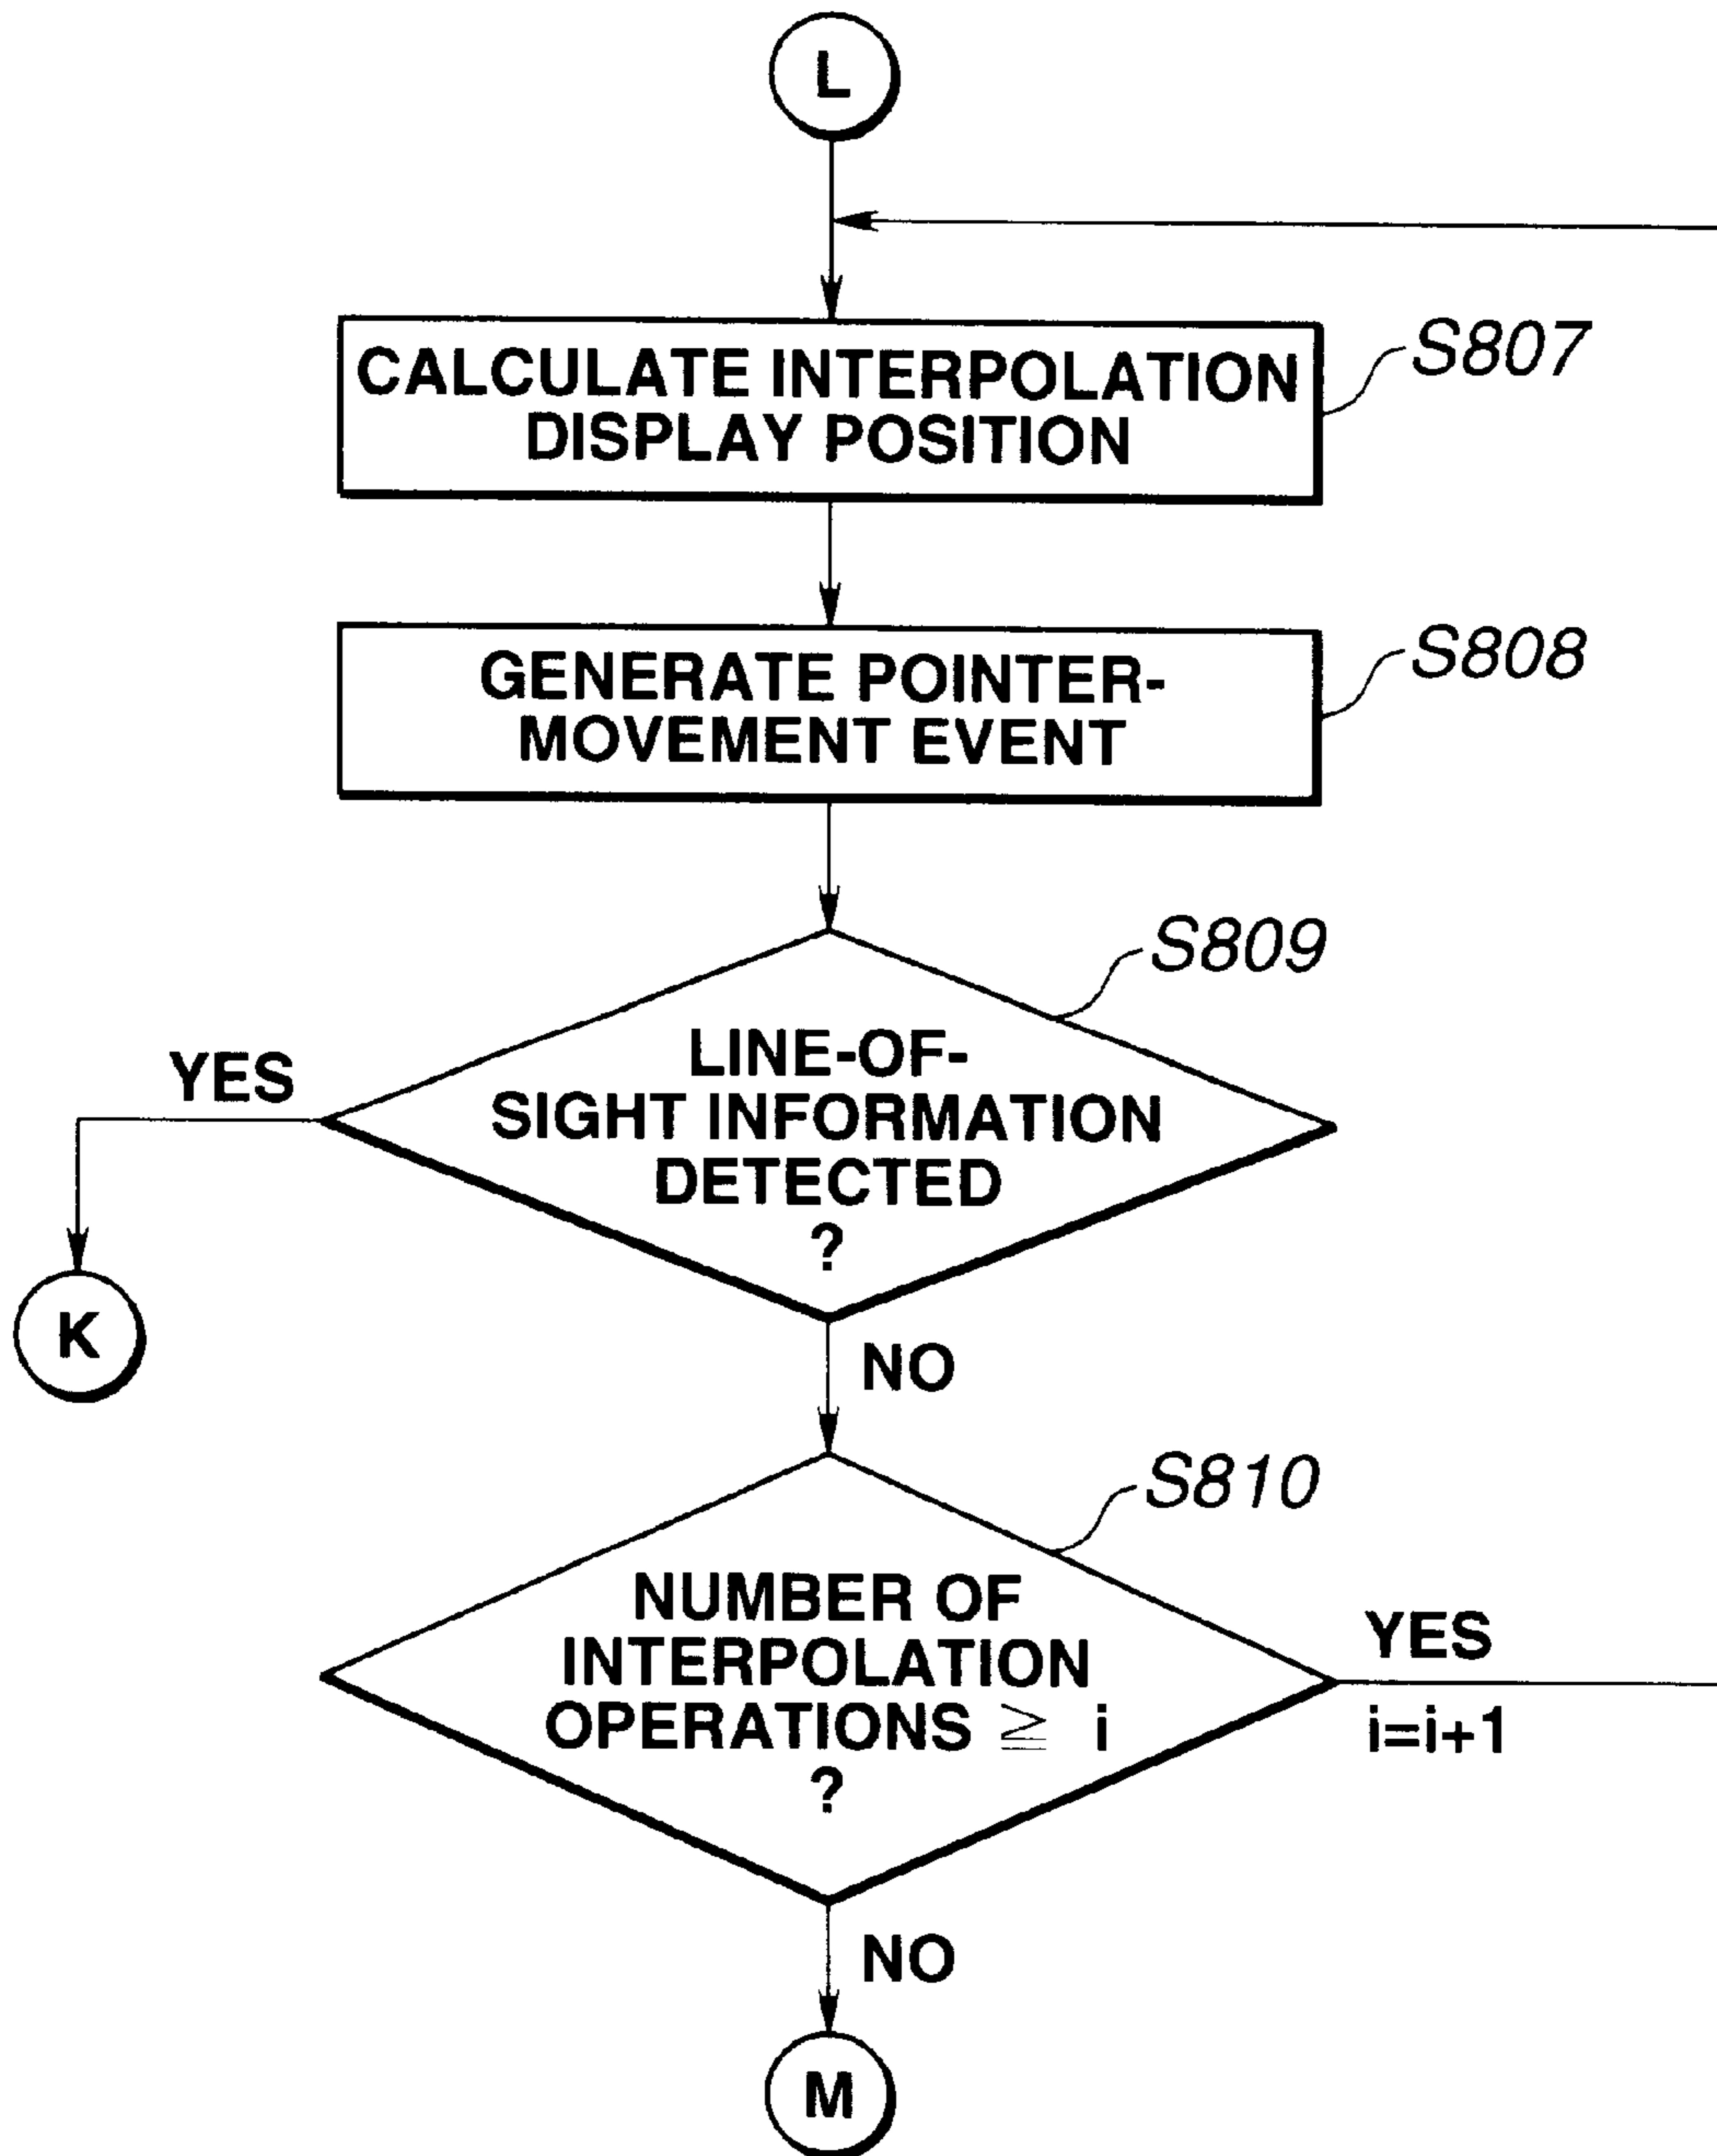 L
CALCULATE INTERPOLATION
DISPLAY POSITION
S807
GENERATE POINTER-
MOVEMENT EVENT
S808
S809
LINE-OF-
SIGHT INFORMATION
DETECTED
?
YES
K
NO
S810
NUMBER OF
INTERPOLATION
OPERATIONS ≧ i
?
YES
i=i+1
NO
M